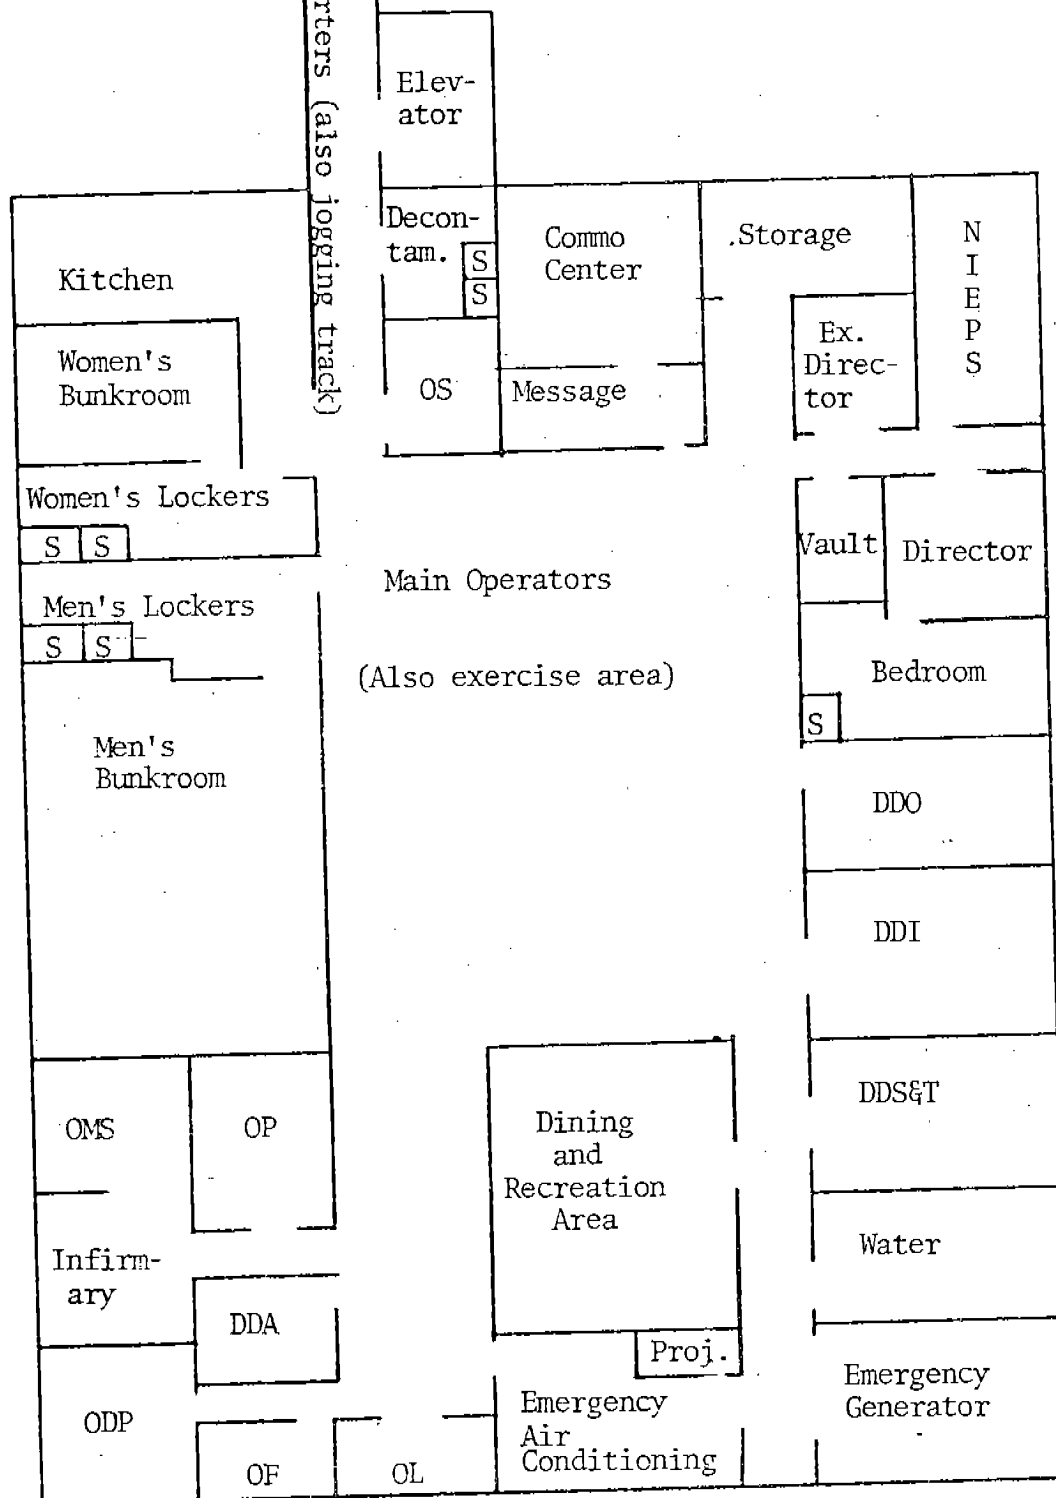 rters (also jogging track)
Elev-
ator
Decon-
tam.
S
S
Commo
Center
.Storage
N
I
E
P
S
Kitchen
Women's
Bunkroom
OS
Message
Ex.
Direc-
tor
Women's Lockers
S S
Vault
Director
Main Operators
Men's Lockers
S S
(Also exercise area)
Bedroom
S
Men's
Bunkroom
DDO
DDI
DDS&T
OMS
OP
Dining
and
Recreation
Area
Water
Infirm-
ary
DDA
Proj.
Emergency
Generator
Emergency
Air
Conditioning
ODP
OF
OL